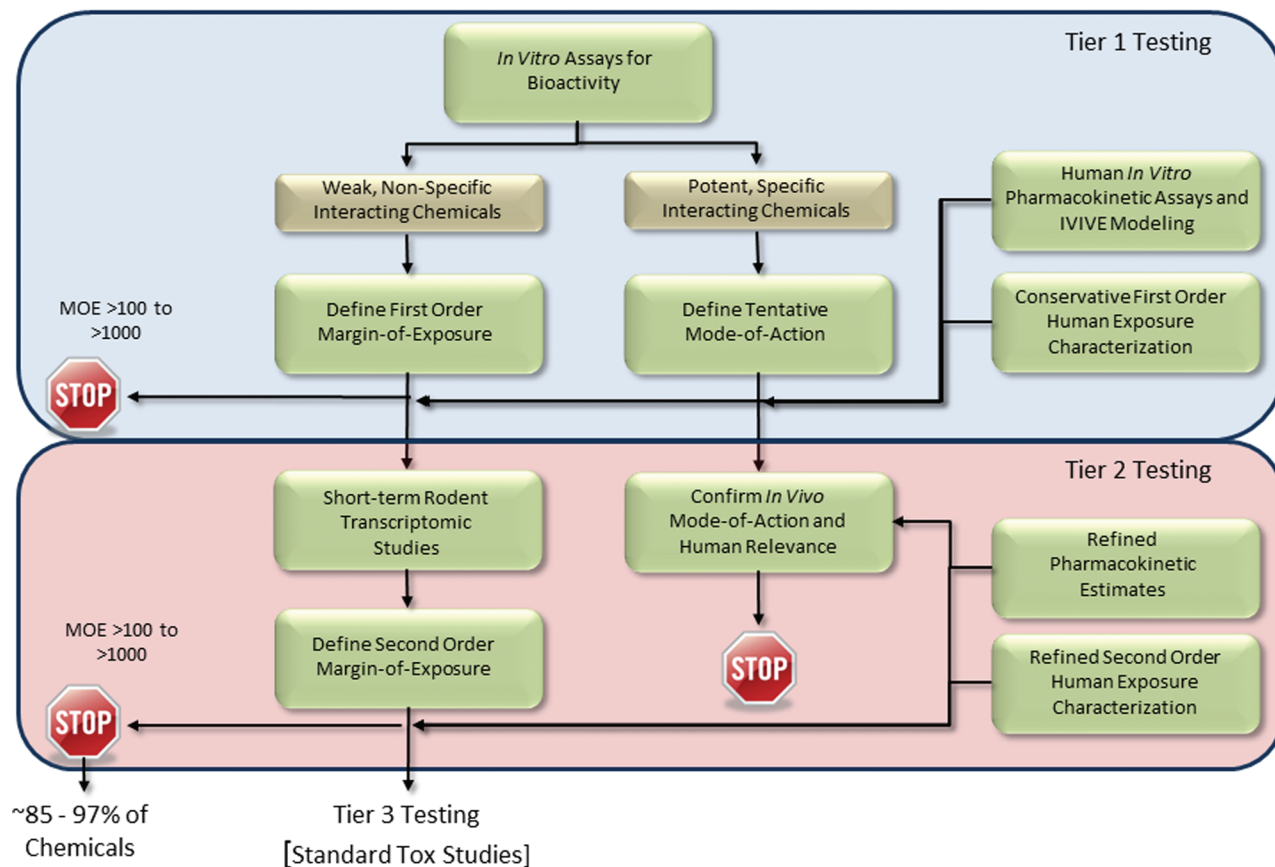 Tier 1 Testing
In Vitro Assays for
Bioactivity
Weak, Non-Specific
Interacting Chemicals
Potent, Specific
Interacting Chemicals
Human In Vitro
Pharmacokinetic Assays and
IVIVE Modeling
MOE >100 to
>1000
STOP
Define First Order
Margin-of-Exposure
Define Tentative
Mode-of-Action
Conservative First Order
Human Exposure
Characterization
Tier 2 Testing
Short-term Rodent
Transcriptomic
Studies
Confirm In Vivo
Mode-of-Action and
Human Relevance
Refined
Pharmacokinetic
Estimates
MOE >100 to
>1000
STOP
Define Second Order
Margin-of-Exposure
STOP
Refined Second Order
Human Exposure
Characterization
~85 - 97% of
Chemicals
Tier 3 Testing
[Standard Tox Studies]